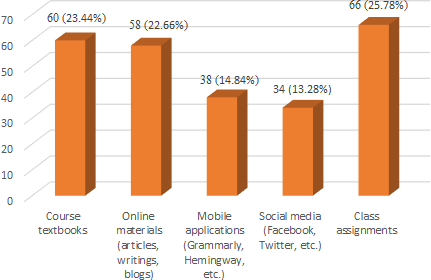 66 (25.78%)
60 (23.44%)
58 (22.66%)
38 (14.84%)
34 (13.28%)
70
60
50
40
30
20
10
0
Course
textbooks
Online
materials
(articles,
writings,
blogs)
Mobile
applications
(Grammarly,
Hemingway,
etc.)
Social media
(Facebook,
Twitter, etc.)
Class
assignments